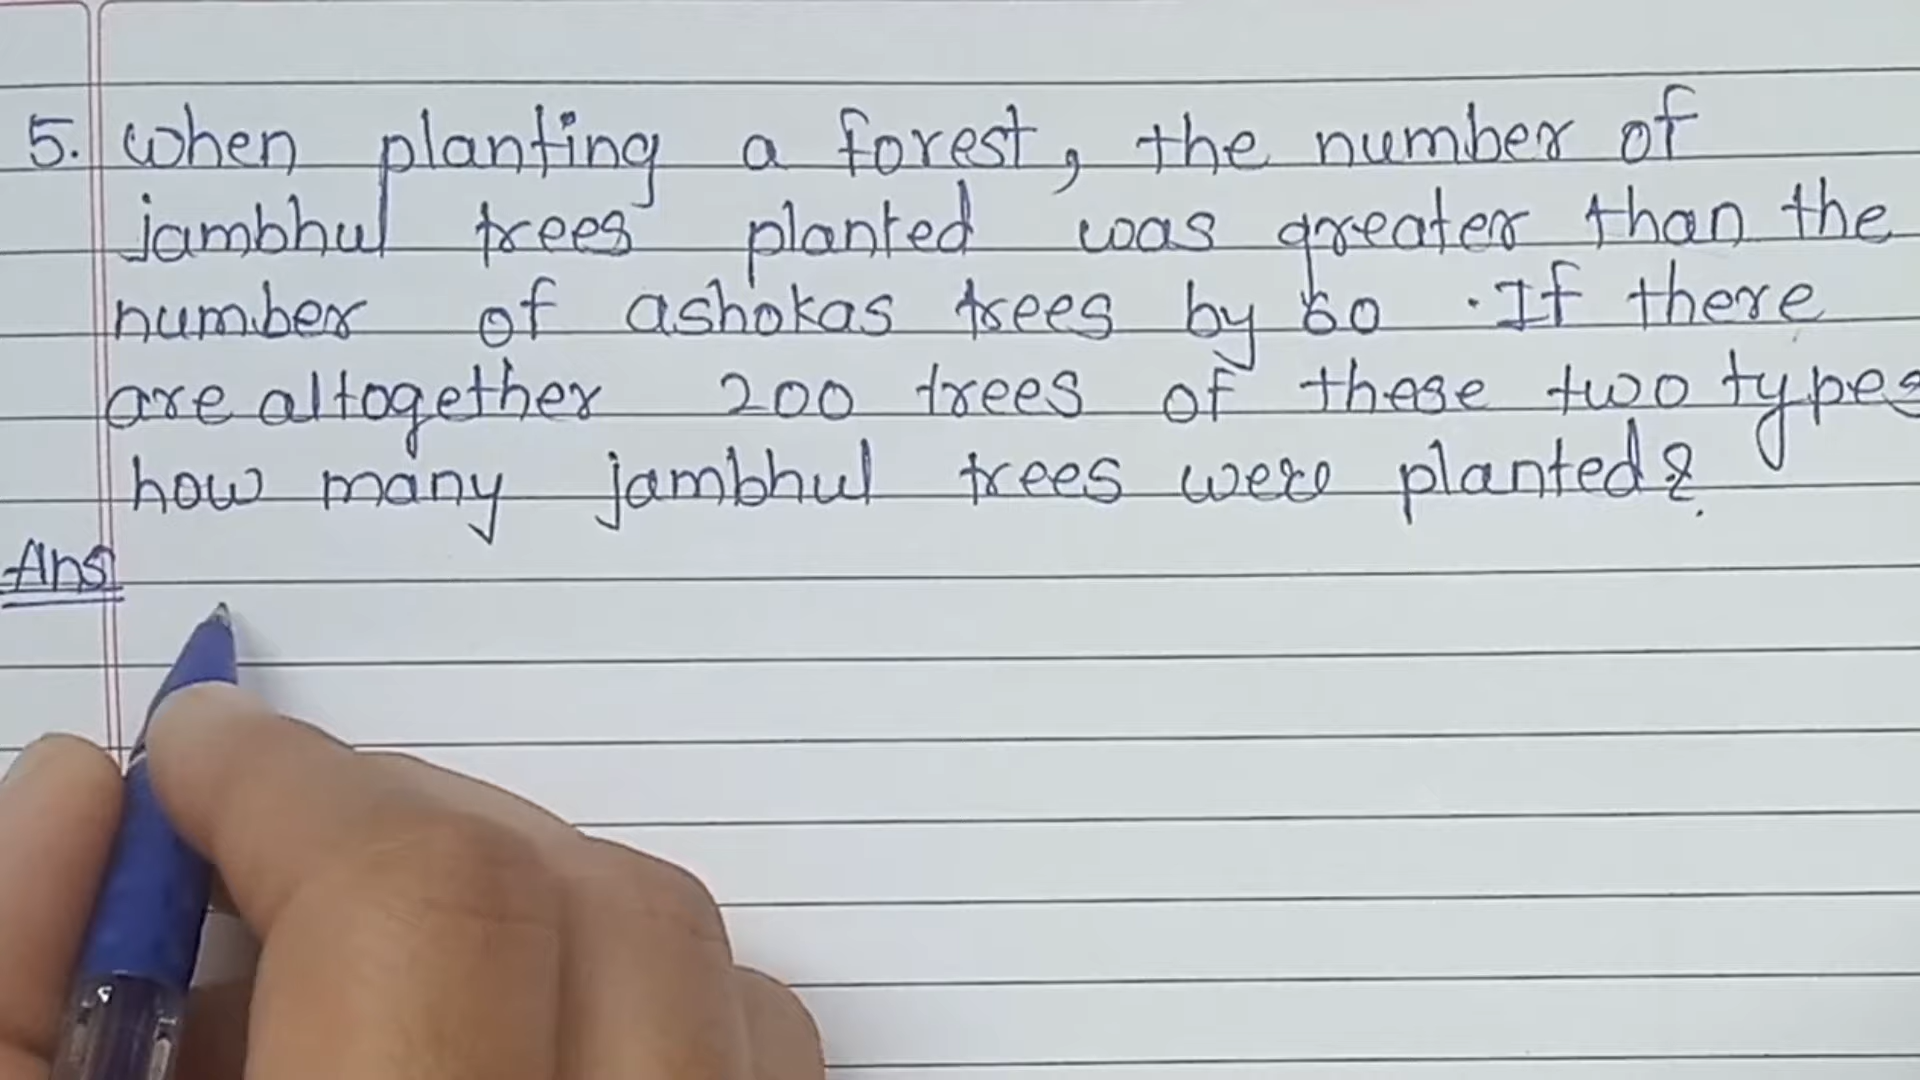 5. When planting a forest, the number of
jambhul trees planted was greater than the
number of ashokas trees by 60 . If there
are altogether 200 trees of these two types
how many jambhul trees were planted?
Ans